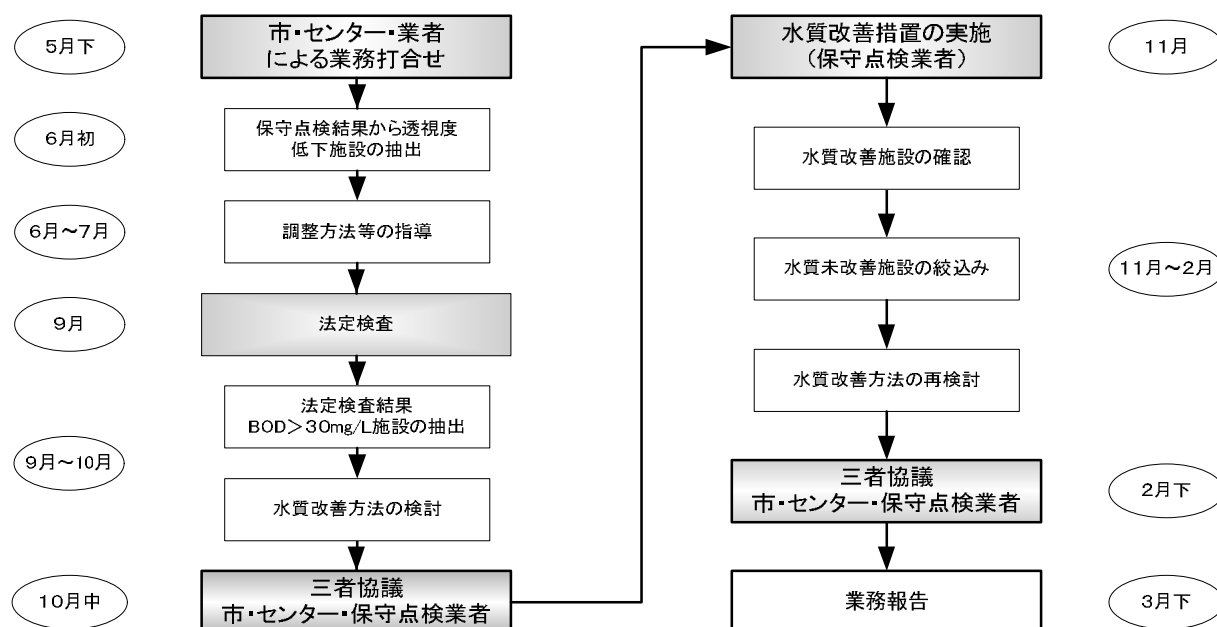 5月下
市・センター・業者
による業務打合せ
6月初
保守点検結果から透視度
低下施設の抽出
6月～7月
調整方法等の指導
9月
法定検査
9月～10月
法定検査結果
BOD＞30mg/L施設の抽出
水質改善方法の検討
10月中
三者協議
市・センター・保守点検業者
水質改善措置の実施
（保守点検業者）
11月
水質改善施設の確認
水質未改善施設の絞込み
11月～2月
水質改善方法の再検討
三者協議
市・センター・保守点検業者
2月下
業務報告
3月下